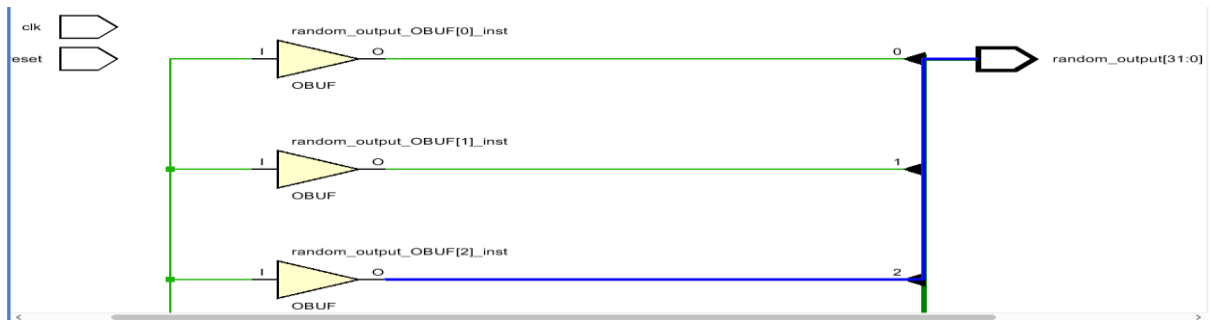 clk
eset
random_output_OBUF[0]_inst
I O 0
OBUF
random_output[31:0]
random_output_OBUF[1]_inst
I O 1
OBUF
random_output_OBUF[2]_inst
I O 2
OBUF